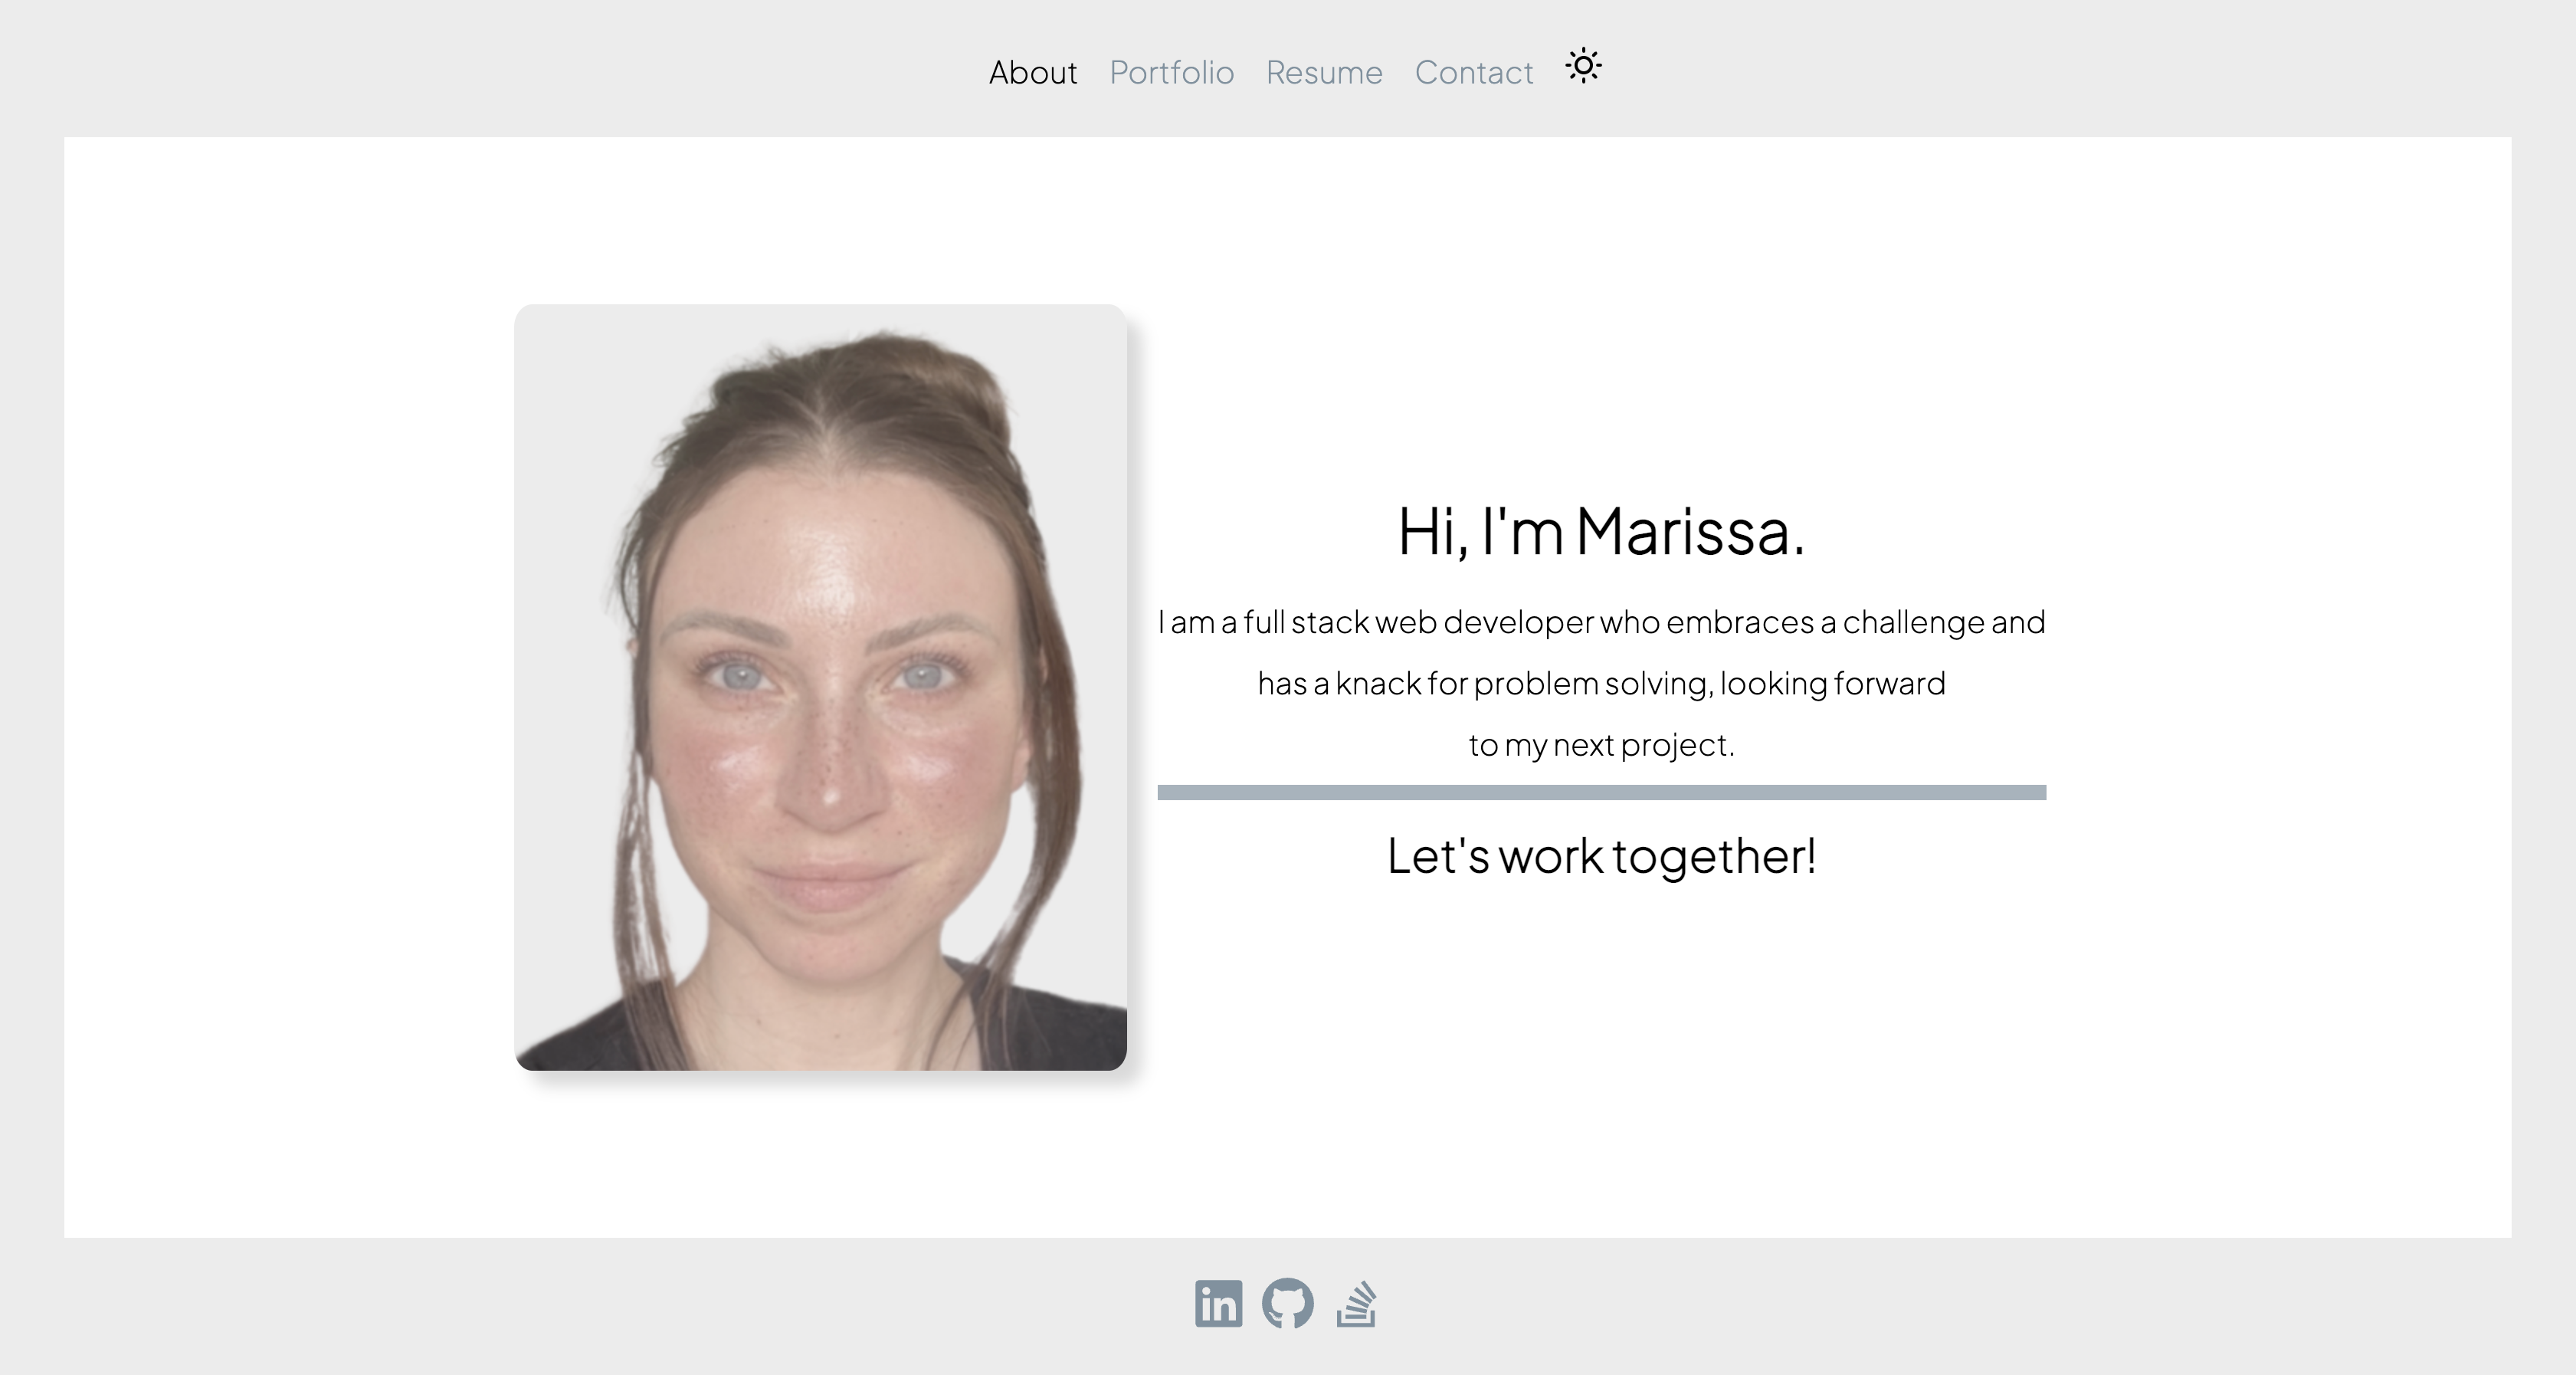 About Portfolio Resume Contact
Hi, I'm Marissa.
I am a full stack web developer who embraces a challenge and
has a knack for problem solving, looking forward
to my next project.
Let's work together!
in